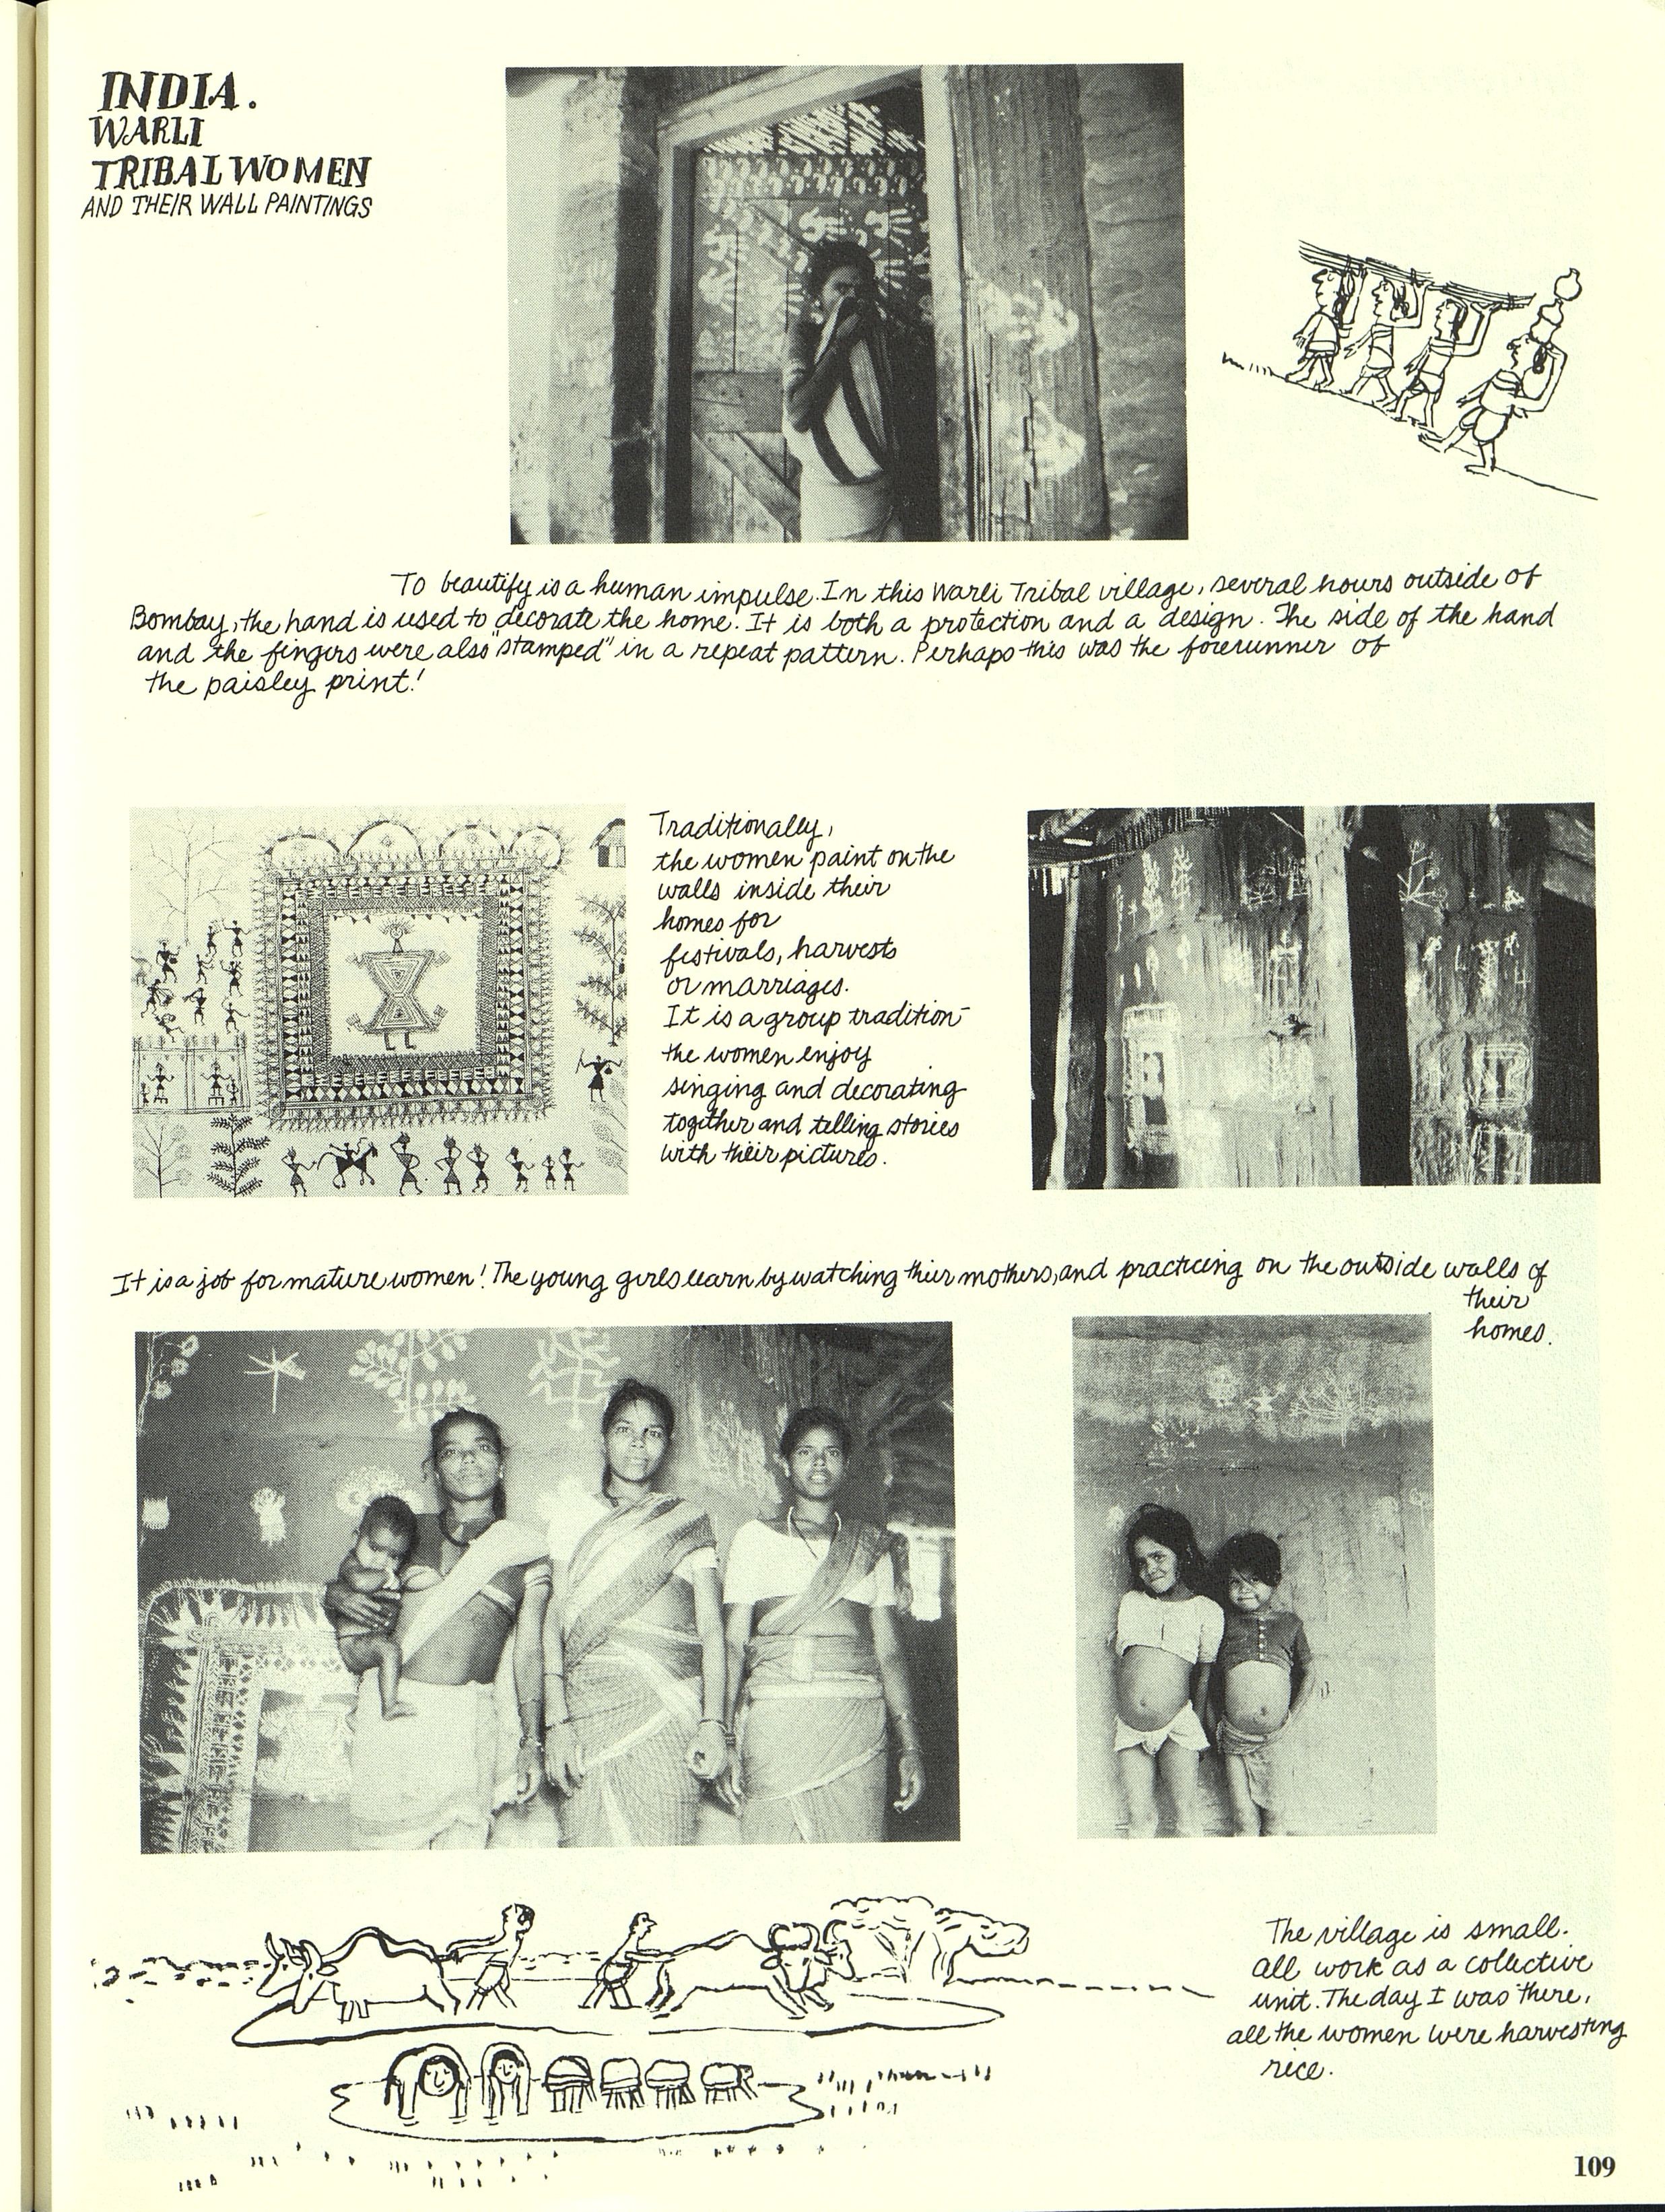 INDIA.
WARLI
TRIBAL WOMEN
AND THEIR WALL PAINTINGS
To beautify is a human impulse. In this Warli Tribal village, several hours outside of
Bombay, the hand is used to decorate the home. It is both a protection and a design. The side of the hand
and the fingers were also "stamped" in a repeat pattern. Perhaps this was the forerunner of
the paisley print!
Traditionally,
the women paint on the
walls inside their
homes for
festivals, harvests
or marriages.
It is a group tradition-
the women enjoy
singing and decorating
together and telling stories
with their pictures.
It is a job for mature women! The young girls learn by watching their mothers, and practicing on the outside walls of
their
homes.
The village is small.
All work as a collective
unit. The day I was there,
all the women were harvesting
rice.
109